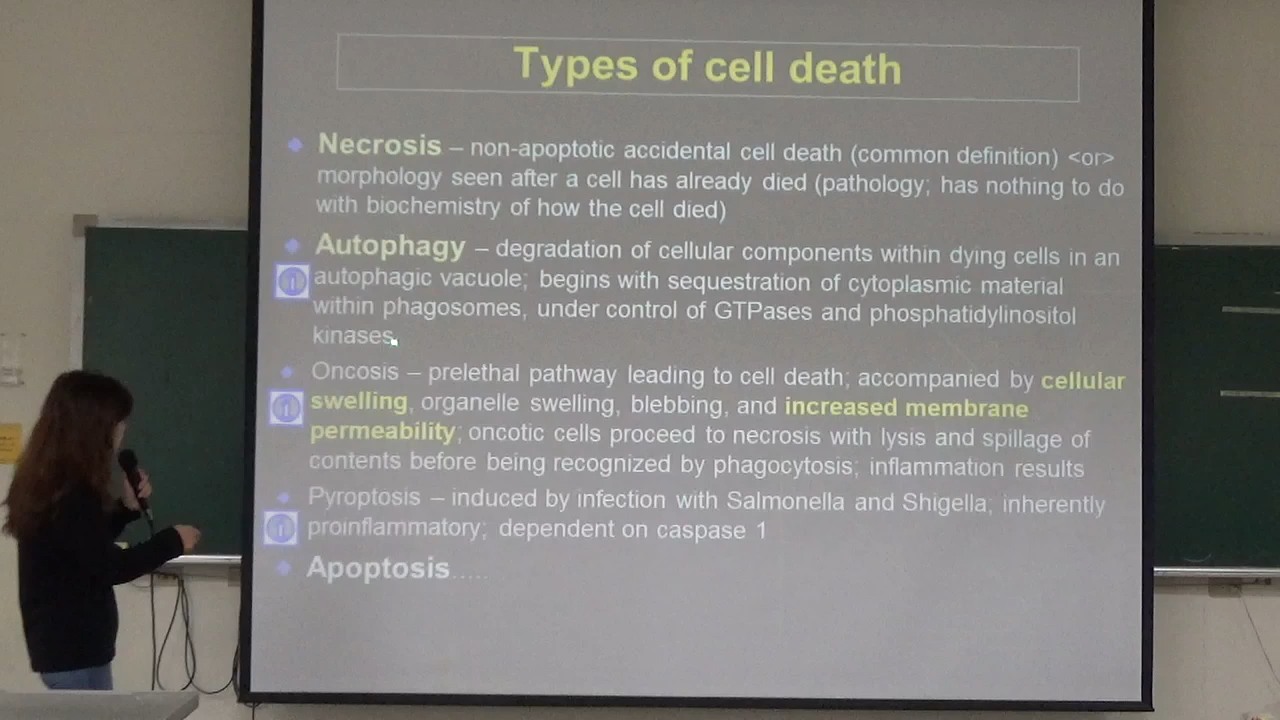 Types of cell death
Necrosis – non-apoptotic accidental cell death (common definition) <or>
morphology seen after a cell has already died (pathology; has nothing to do
with biochemistry of how the cell died)
Autophagy – degradation of cellular components within dying cells in an
autophagic vacuole; begins with sequestration of cytoplasmic material
within phagosomes, under control of GTPases and phosphatidylinositol
kinases.
Oncosis – prelethal pathway leading to cell death; accompanied by cellular
swelling, organelle swelling, blebbing, and increased membrane
permeability; oncotic cells proceed to necrosis with lysis and spillage of
contents before being recognized by phagocytosis; inflammation results
Pyroptosis – induced by infection with Salmonella and Shigella; inherently
proinflammatory; dependent on caspase 1
Apoptosis.....